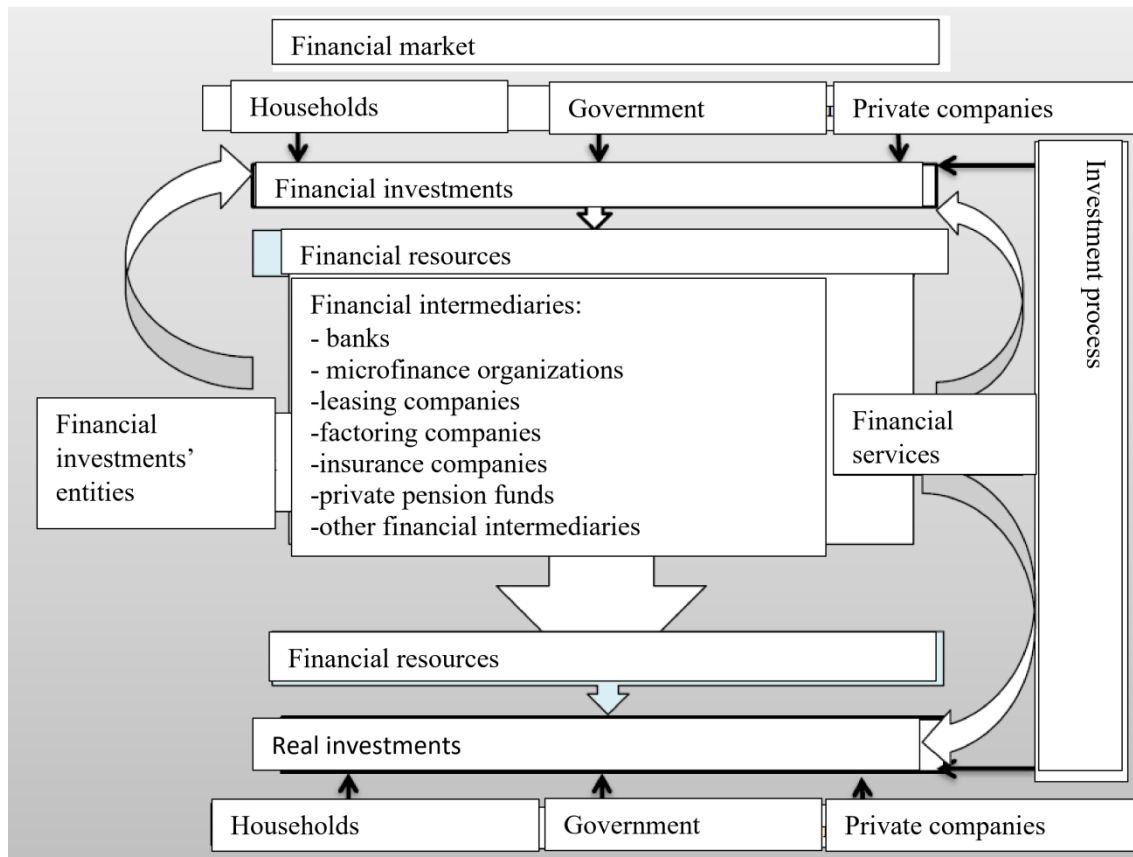 Financial market
Households
Government
Private companies
Financial investments
Financial resources
Financial intermediaries:
- banks
- microfinance organizations
-leasing companies
-factoring companies
-insurance companies
-private pension funds
-other financial intermediaries
Financial
investments’
entities
Financial
services
Investment process
Financial resources
Real investments
Households
Government
Private companies